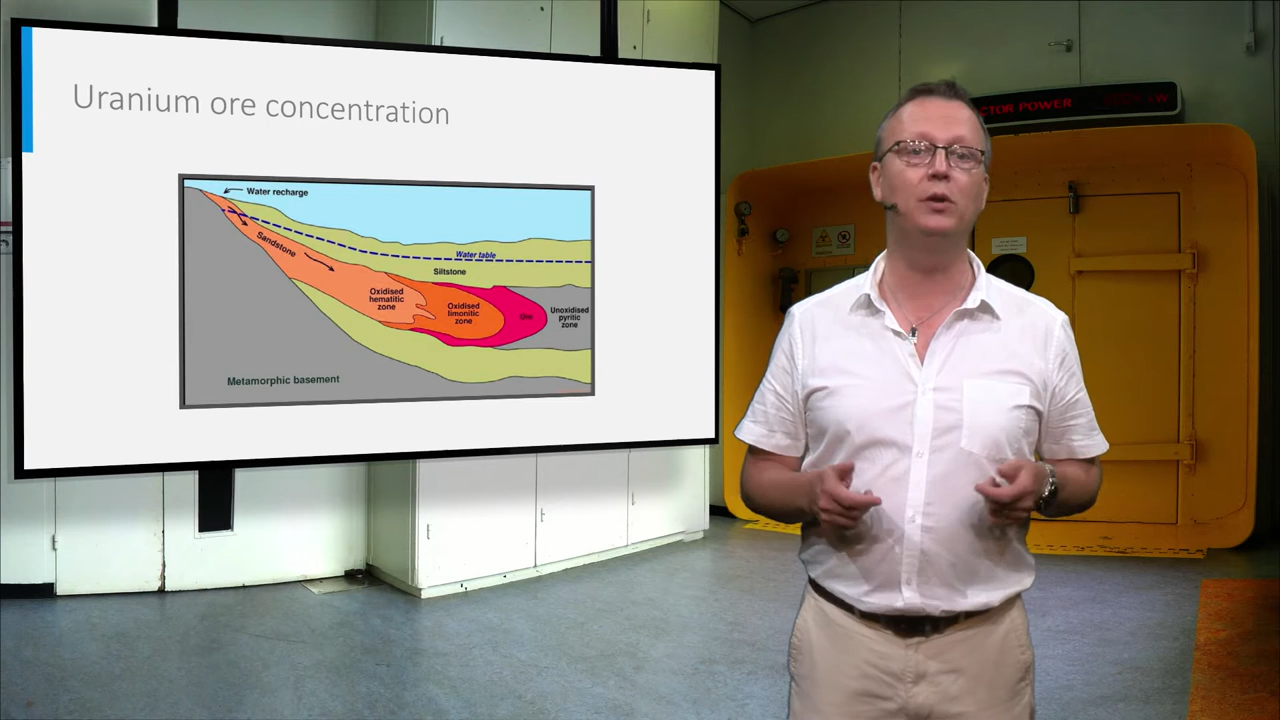 Uranium ore concentration
Water recharge
Sandstone
Water table
Siltstone
Oxidised
hematitic
zone
Oxidised
limonitic
zone
Ore
Unoxidised
pyritic
zone
Metamorphic basement
CTOR POWER